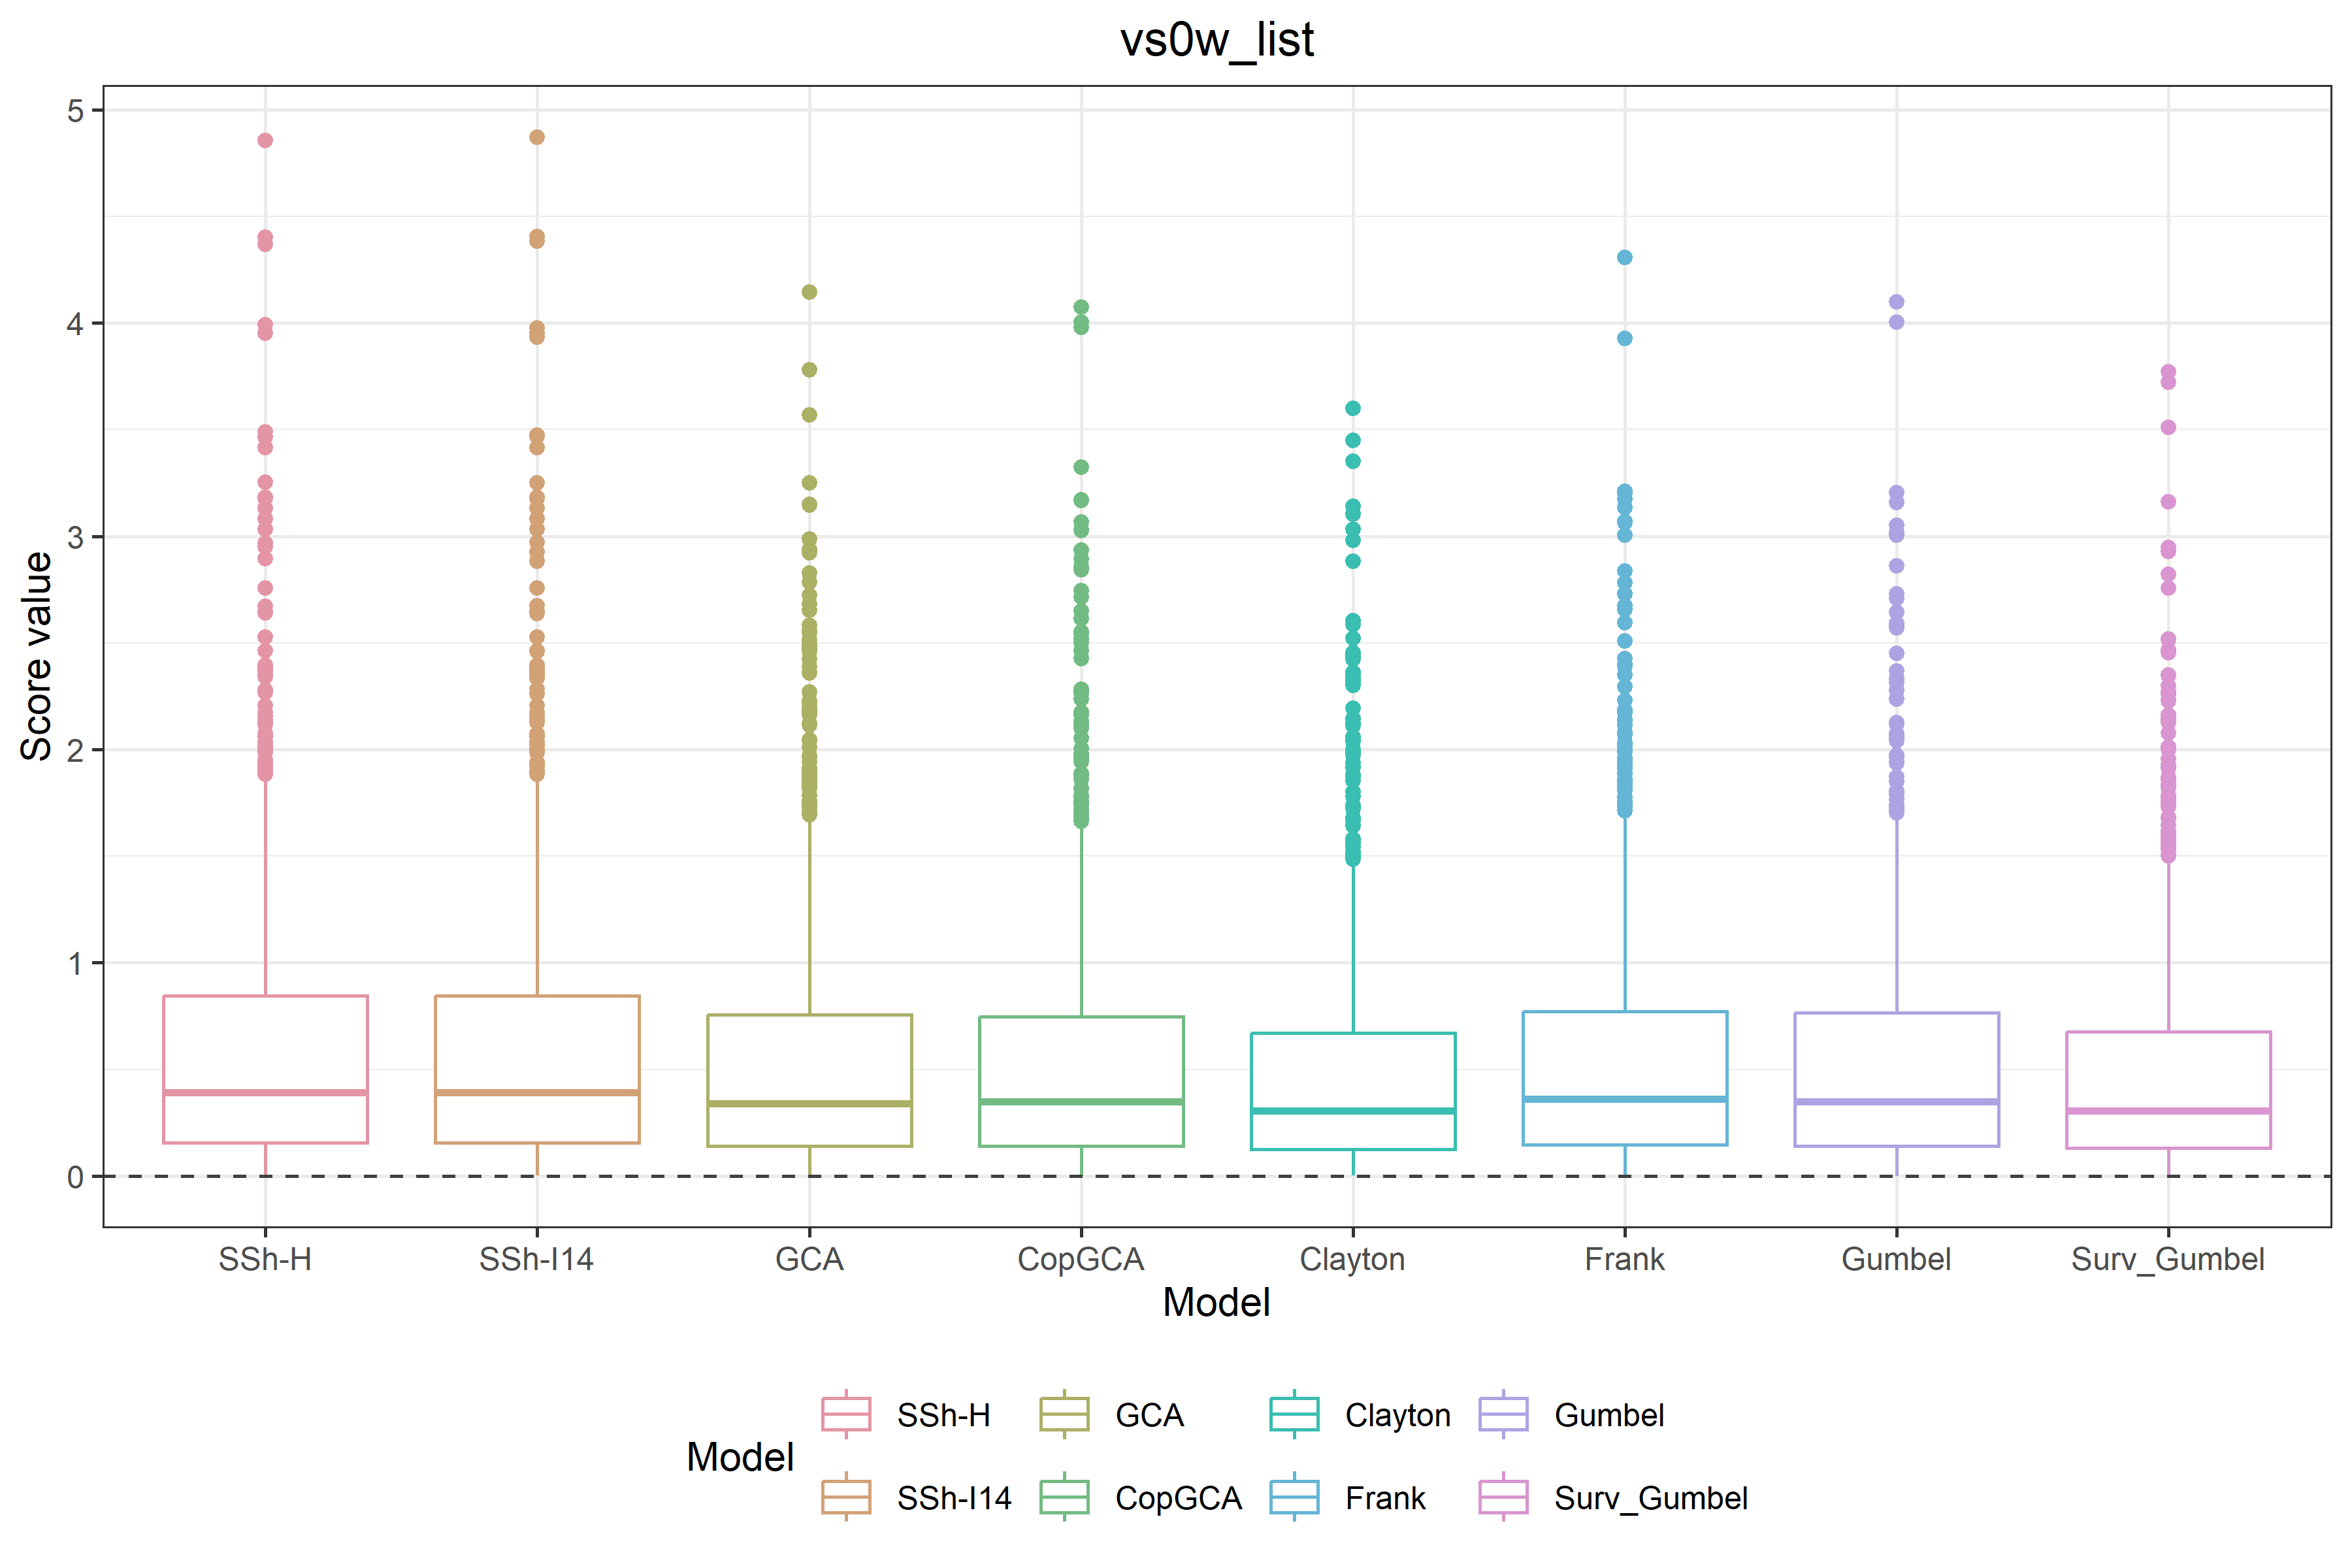 vs0w_list
5
4
3
2
1
0
Score value
SSh-H SSh-I14 GCA CopGCA Clayton Frank Gumbel Surv_Gumbel
Model
Model
SSh-H GCA Clayton Gumbel
SSh-I14 CopGCA Frank Surv_Gumbel